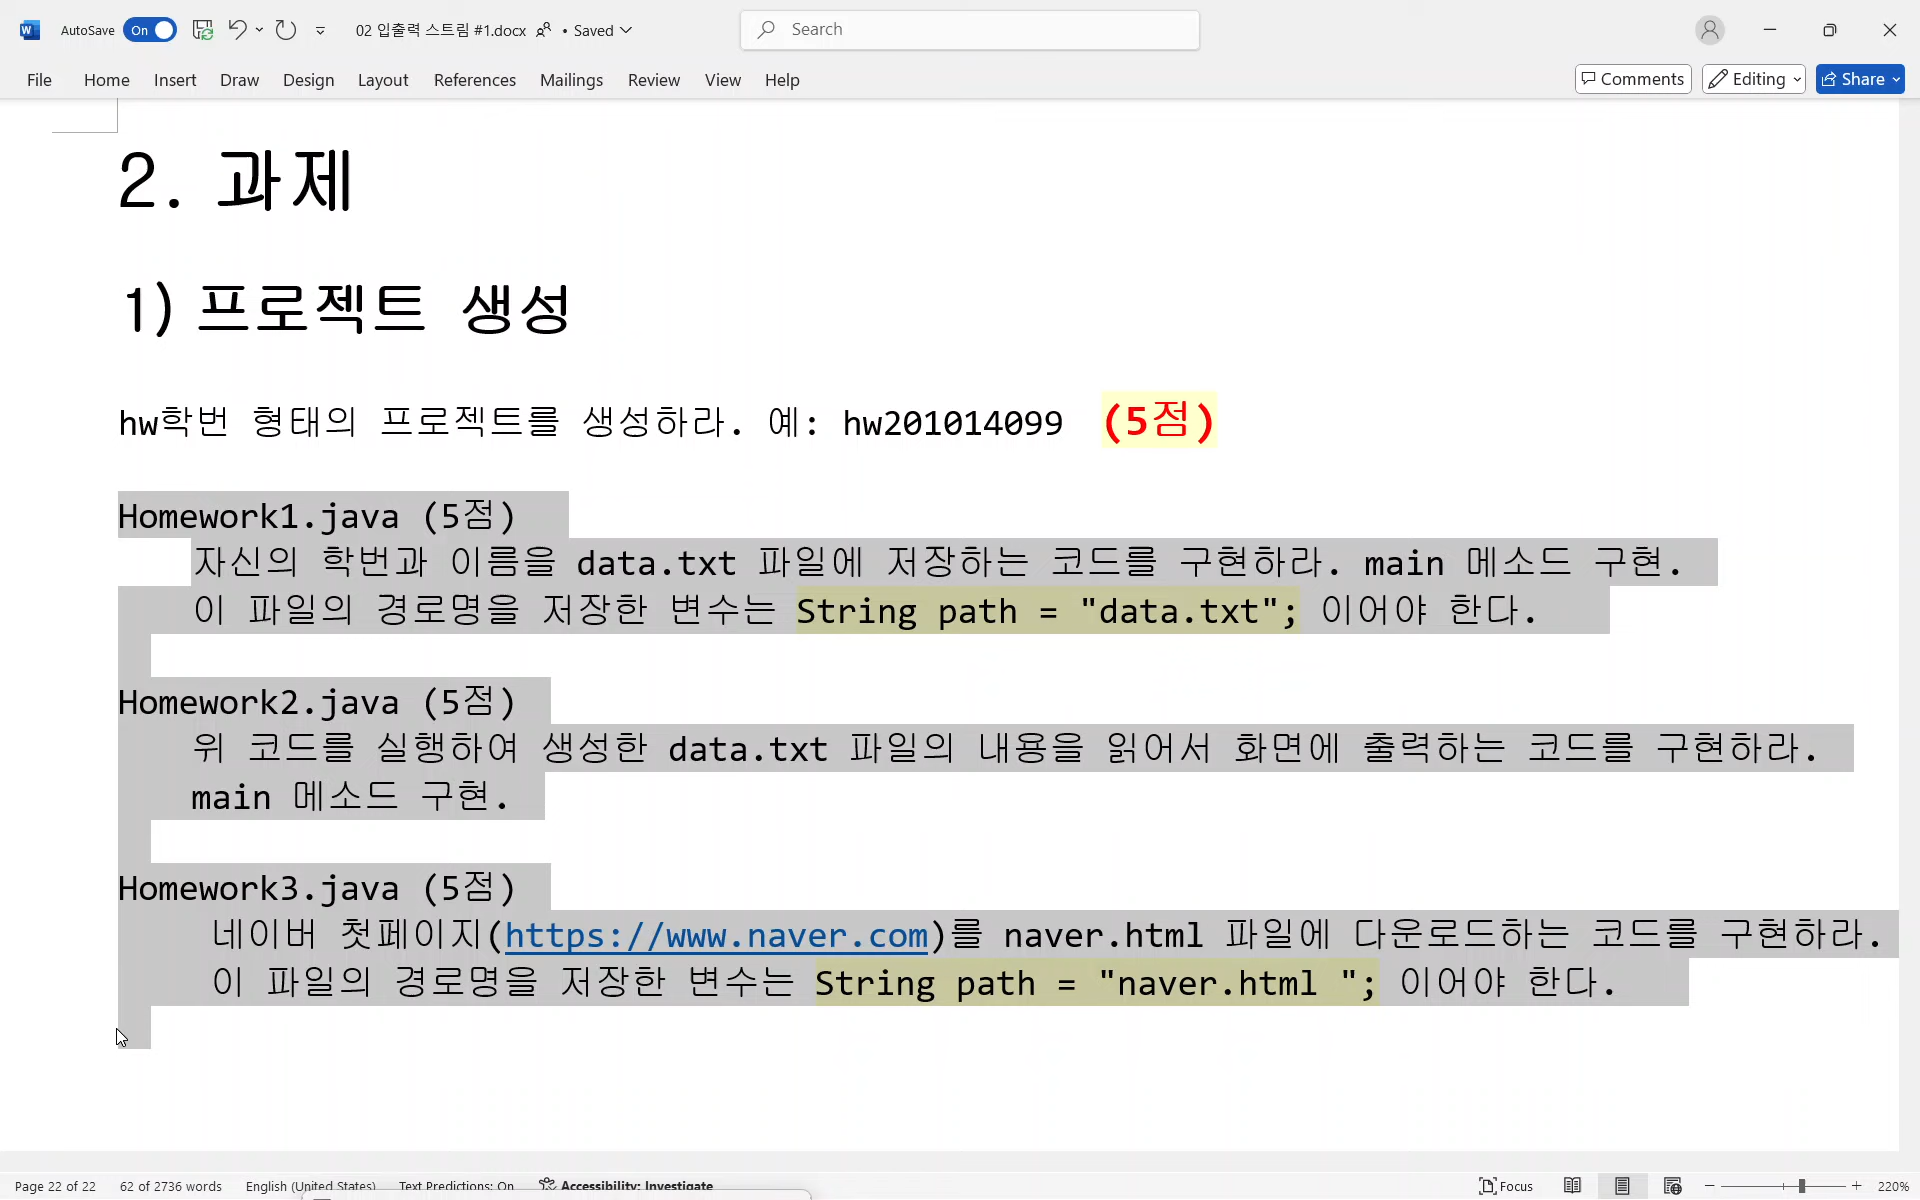 AutoSave On 02 입출력 스트림 #1.docx • Saved Search
File Home Insert Draw Design Layout References Mailings Review View Help Comments Editing Share
2. 과제
1) 프로젝트 생성
hw학번 형태의 프로젝트를 생성하라. 예: hw201014099 (5점)
Homework1.java (5점)
자신의 학번과 이름을 data.txt 파일에 저장하는 코드를 구현하라. main 메소드 구현.
이 파일의 경로명을 저장한 변수는 String path = "data.txt"; 이어야 한다.
Homework2.java (5점)
위 코드를 실행하여 생성한 data.txt 파일의 내용을 읽어서 화면에 출력하는 코드를 구현하라.
main 메소드 구현.
Homework3.java (5점)
네이버 첫페이지(https://www.naver.com)를 naver.html 파일에 다운로드하는 코드를 구현하라.
이 파일의 경로명을 저장한 변수는 String path = "naver.html "; 이어야 한다.
Page 22 of 22 62 of 2736 words English (United States) Text Predictions: On Accessibility: Investigate Focus 220%